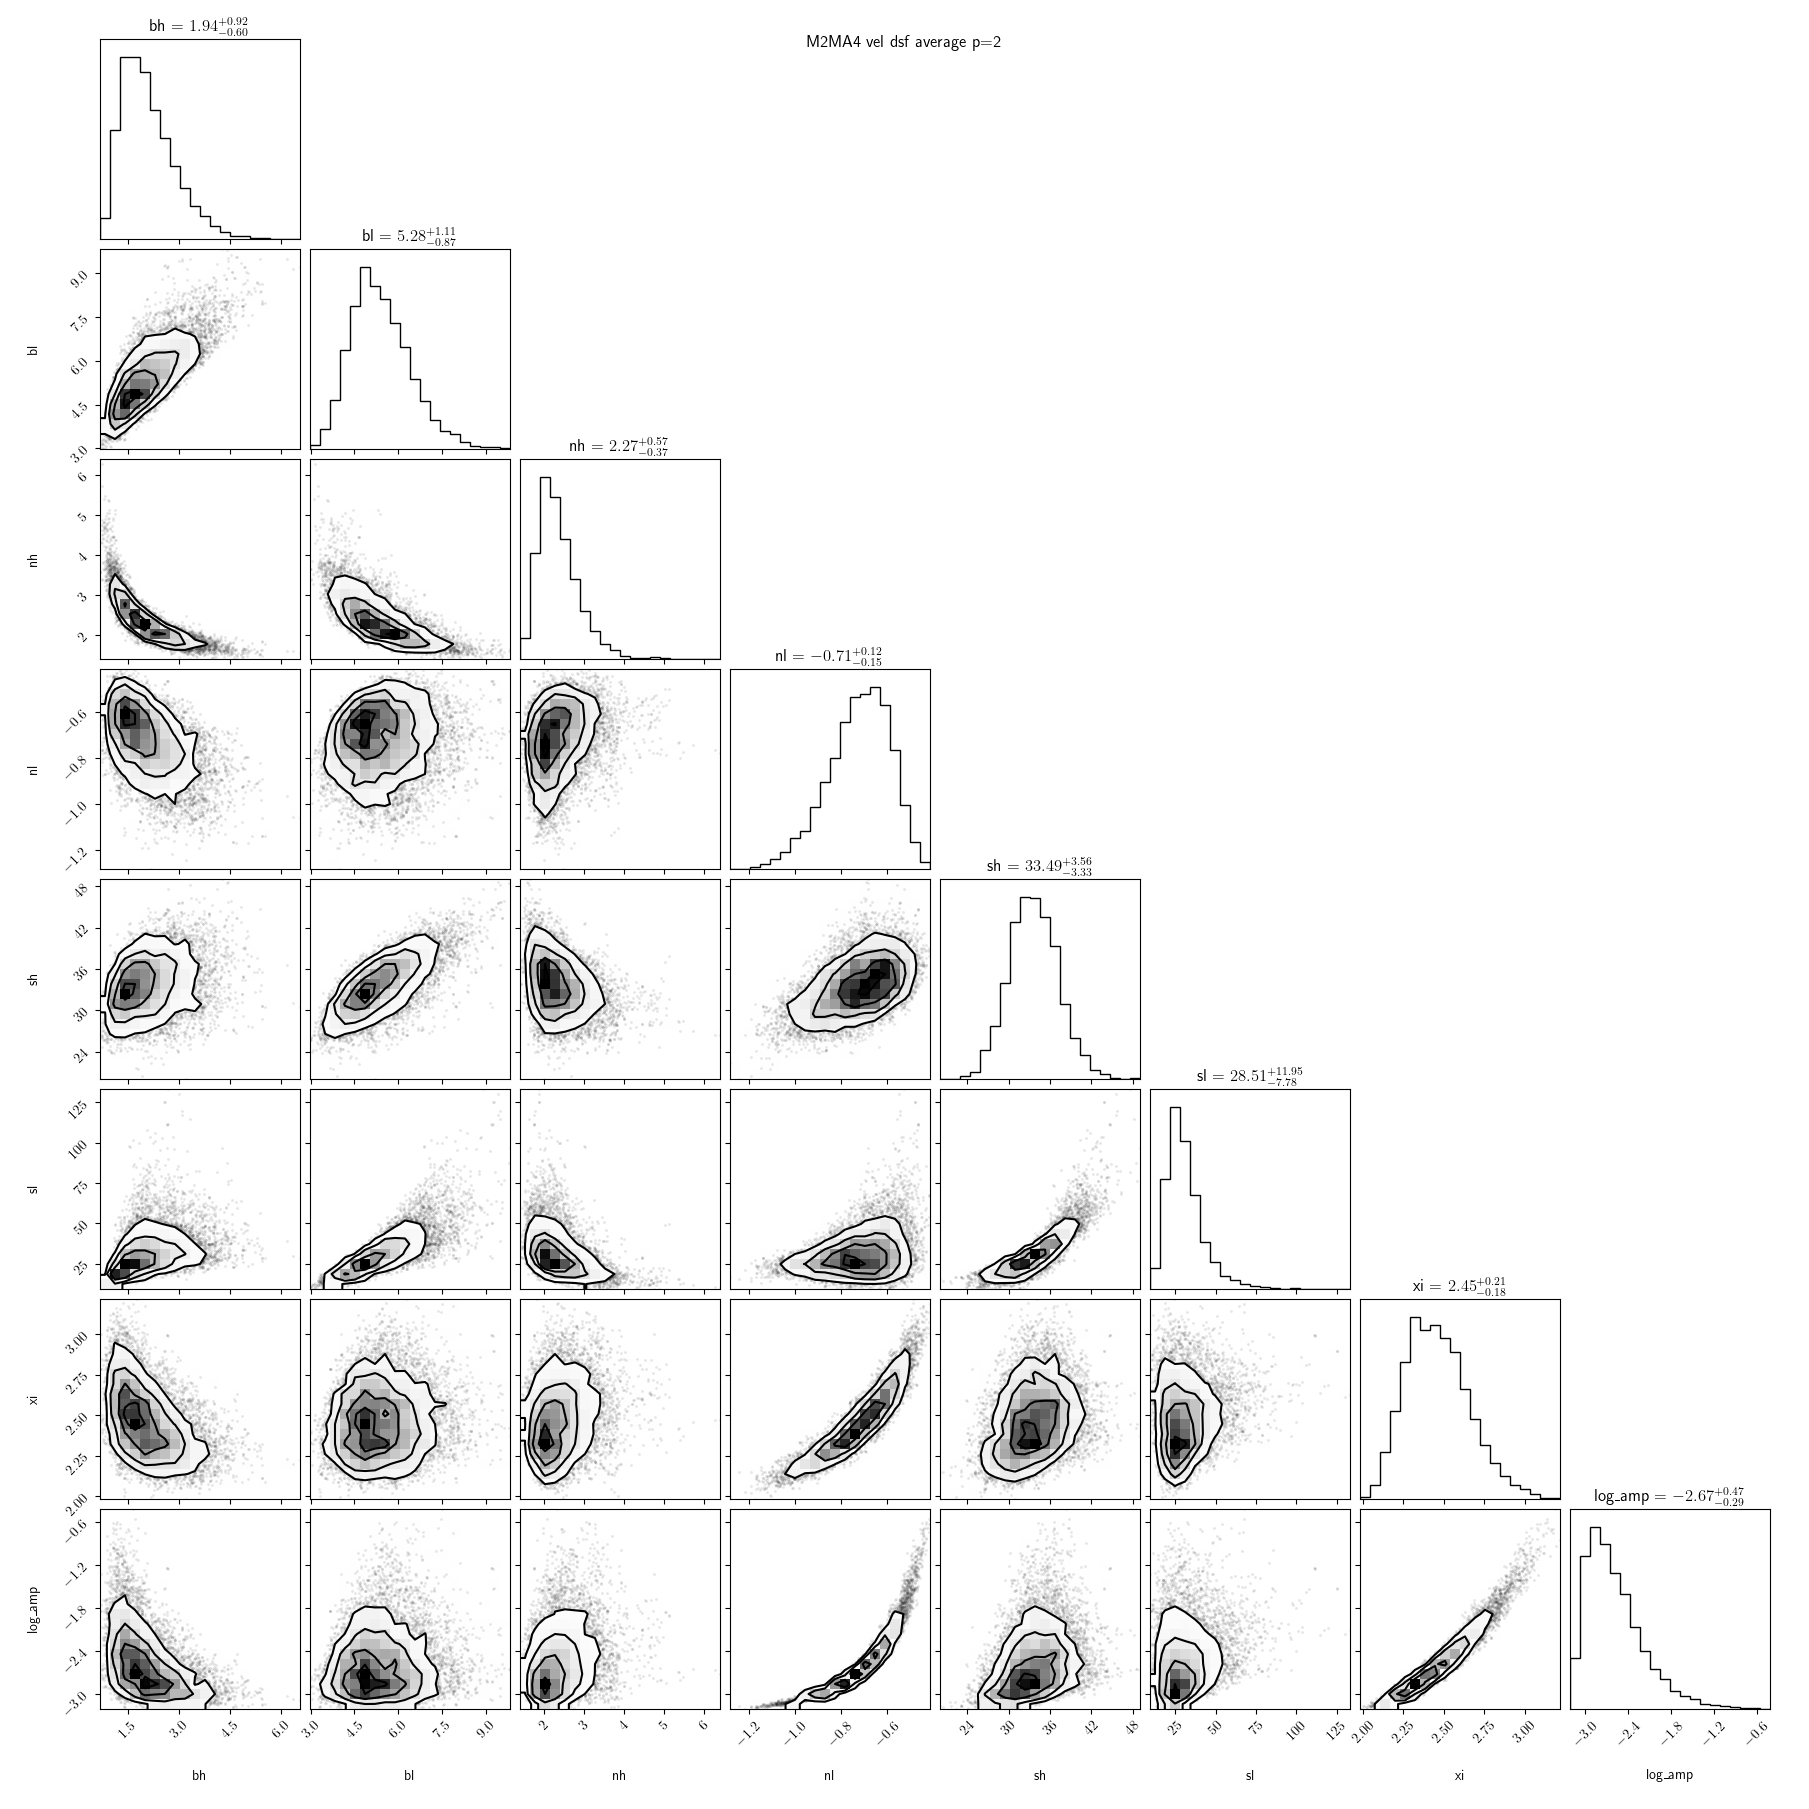 M2MA4 vel dsf average p=2
bh = 1.94 +0.92 −0.60
bl = 5.28 +1.11 −0.87
bl
9.0
7.5
6.0
4.5
3.0
nh = 2.27 +0.57 −0.37
nh
6
5
4
3
2
nl = −0.71 +0.12 −0.15
nl
−0.6
−0.8
−1.0
−1.2
sh = 33.49 +3.56 −3.33
sh
48
42
36
30
24
sl = 28.51 +11.95 −7.78
sl
125
100
75
50
25
xi = 2.45 +0.21 −0.18
xi
3.00
2.75
2.50
2.25
2.00
log_amp = −2.67 +0.47 −0.29
log_amp
−0.6
−1.2
−1.8
−2.4
−3.0
1.5 3.0 4.5 6.0
3.0 4.5 6.0 7.5 9.0
2 3 4 5 6
−1.2 −1.0 −0.8 −0.6
24 30 36 42 48
25 50 75 100 125
2.00 2.25 2.50 2.75 3.00
−3.0 −2.4 −1.8 −1.2 −0.6
bh bl nh nl sh sl xi log_amp